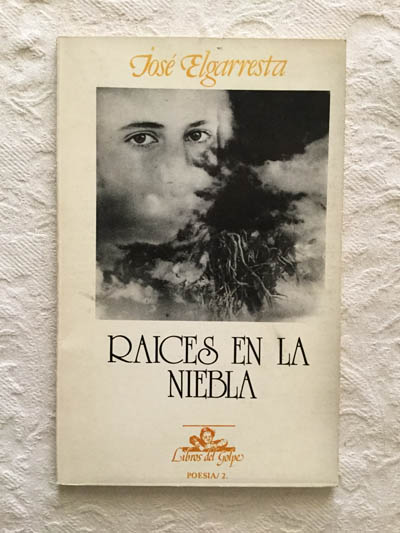 José Elgarresta
RAICES EN LA
NIEBLA
Libros del Golpe
POESIA/2.